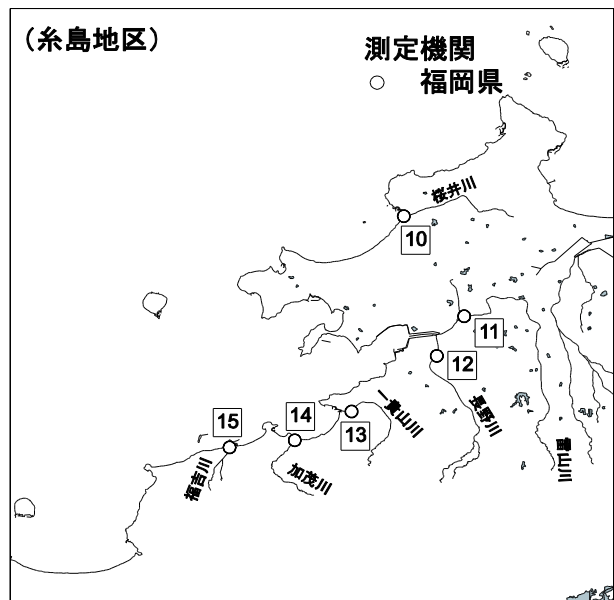 （糸島地区）
測定機関
○ 福岡県
桜井川
10
11
12
一貴山川
長野川
雷山川
13
14
15
加茂川
福吉川